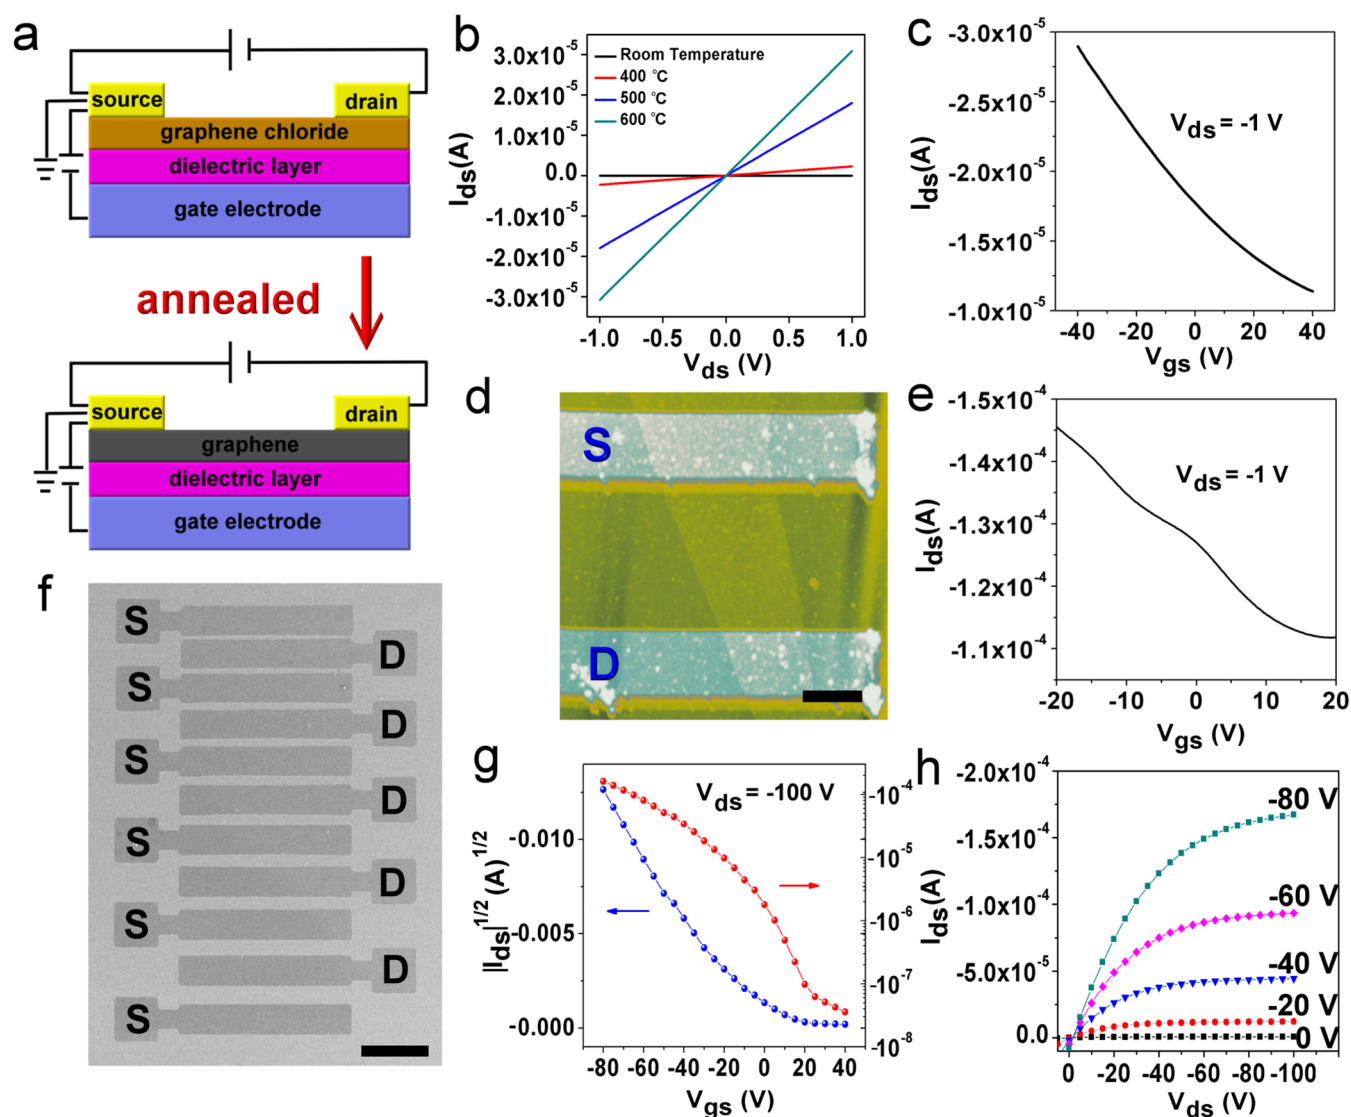 a
source
drain
graphene chloride
dielectric layer
gate electrode
annealed
source
drain
graphene
dielectric layer
gate electrode
b
Room Temperature
400 °C
500 °C
600 °C
3.0x10⁻⁵
2.0x10⁻⁵
1.0x10⁻⁵
0.0
-1.0x10⁻⁵
-2.0x10⁻⁵
-3.0x10⁻⁵
Ids(A)
-1.0 -0.5 0.0 0.5 1.0
Vds (V)
c
-3.0x10⁻⁵
-2.5x10⁻⁵
-2.0x10⁻⁵
-1.5x10⁻⁵
-1.0x10⁻⁵
Ids(A)
Vds = -1 V
-40 -20 0 20 40
Vgs (V)
d
S
D
e
-1.5x10⁻⁴
-1.4x10⁻⁴
-1.3x10⁻⁴
-1.2x10⁻⁴
-1.1x10⁻⁴
Ids(A)
Vds = -1 V
-20 -10 0 10 20
Vgs (V)
f
S
D
S
D
S
D
S
D
S
D
S
g
Vds = -100 V
-0.010
-0.005
-0.000
|Ids|¹/² (A)¹/²
-10⁻⁴
-10⁻⁵
-10⁻⁶
-10⁻⁷
-10⁻⁸
Ids(A)
-80 -60 -40 -20 0 20 40
Vgs (V)
h
-2.0x10⁻⁴
-1.5x10⁻⁴
-1.0x10⁻⁴
-5.0x10⁻⁵
0.0
-80 V
-60 V
-40 V
-20 V
0 V
0 -20 -40 -60 -80 -100
Vds (V)